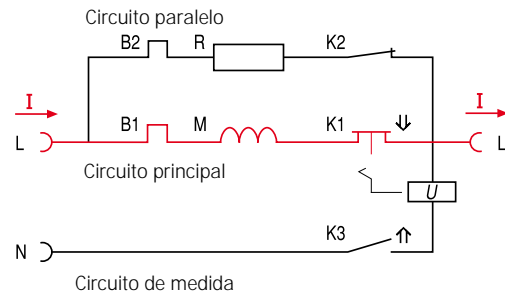 Circuito paralelo
B2 R K2
I I
B1 M K1
L L
Circuito principal
U
K3
N
Circuito de medida